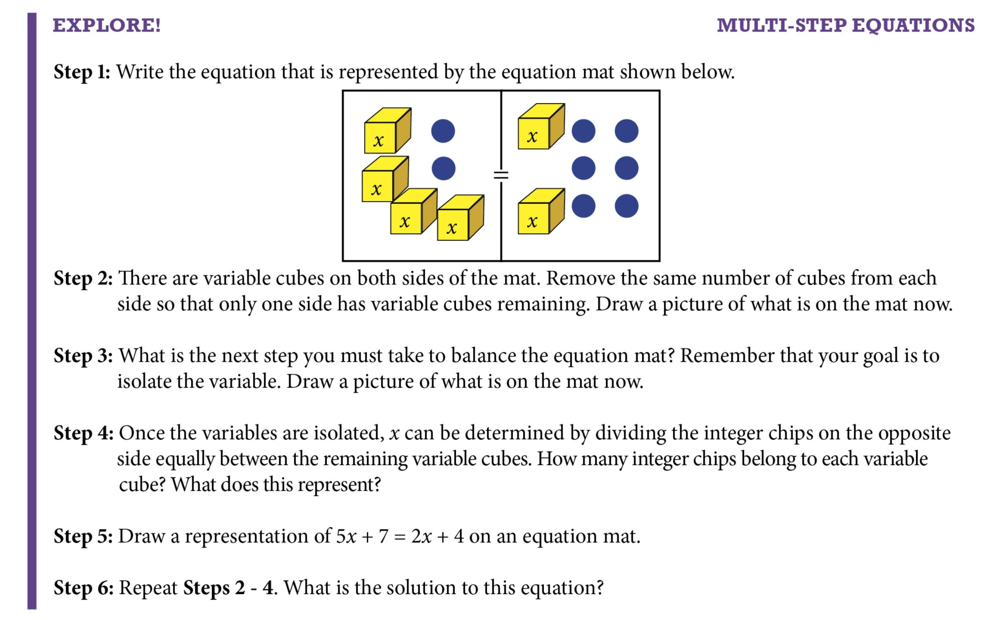 EXPLORE!
MULTI-STEP EQUATIONS
Step 1: Write the equation that is represented by the equation mat shown below.
x
x
x
x
=
x
x
Step 2: There are variable cubes on both sides of the mat. Remove the same number of cubes from each
side so that only one side has variable cubes remaining. Draw a picture of what is on the mat now.
Step 3: What is the next step you must take to balance the equation mat? Remember that your goal is to
isolate the variable. Draw a picture of what is on the mat now.
Step 4: Once the variables are isolated, x can be determined by dividing the integer chips on the opposite
side equally between the remaining variable cubes. How many integer chips belong to each variable
cube? What does this represent?
Step 5: Draw a representation of 5x + 7 = 2x + 4 on an equation mat.
Step 6: Repeat Steps 2 - 4. What is the solution to this equation?